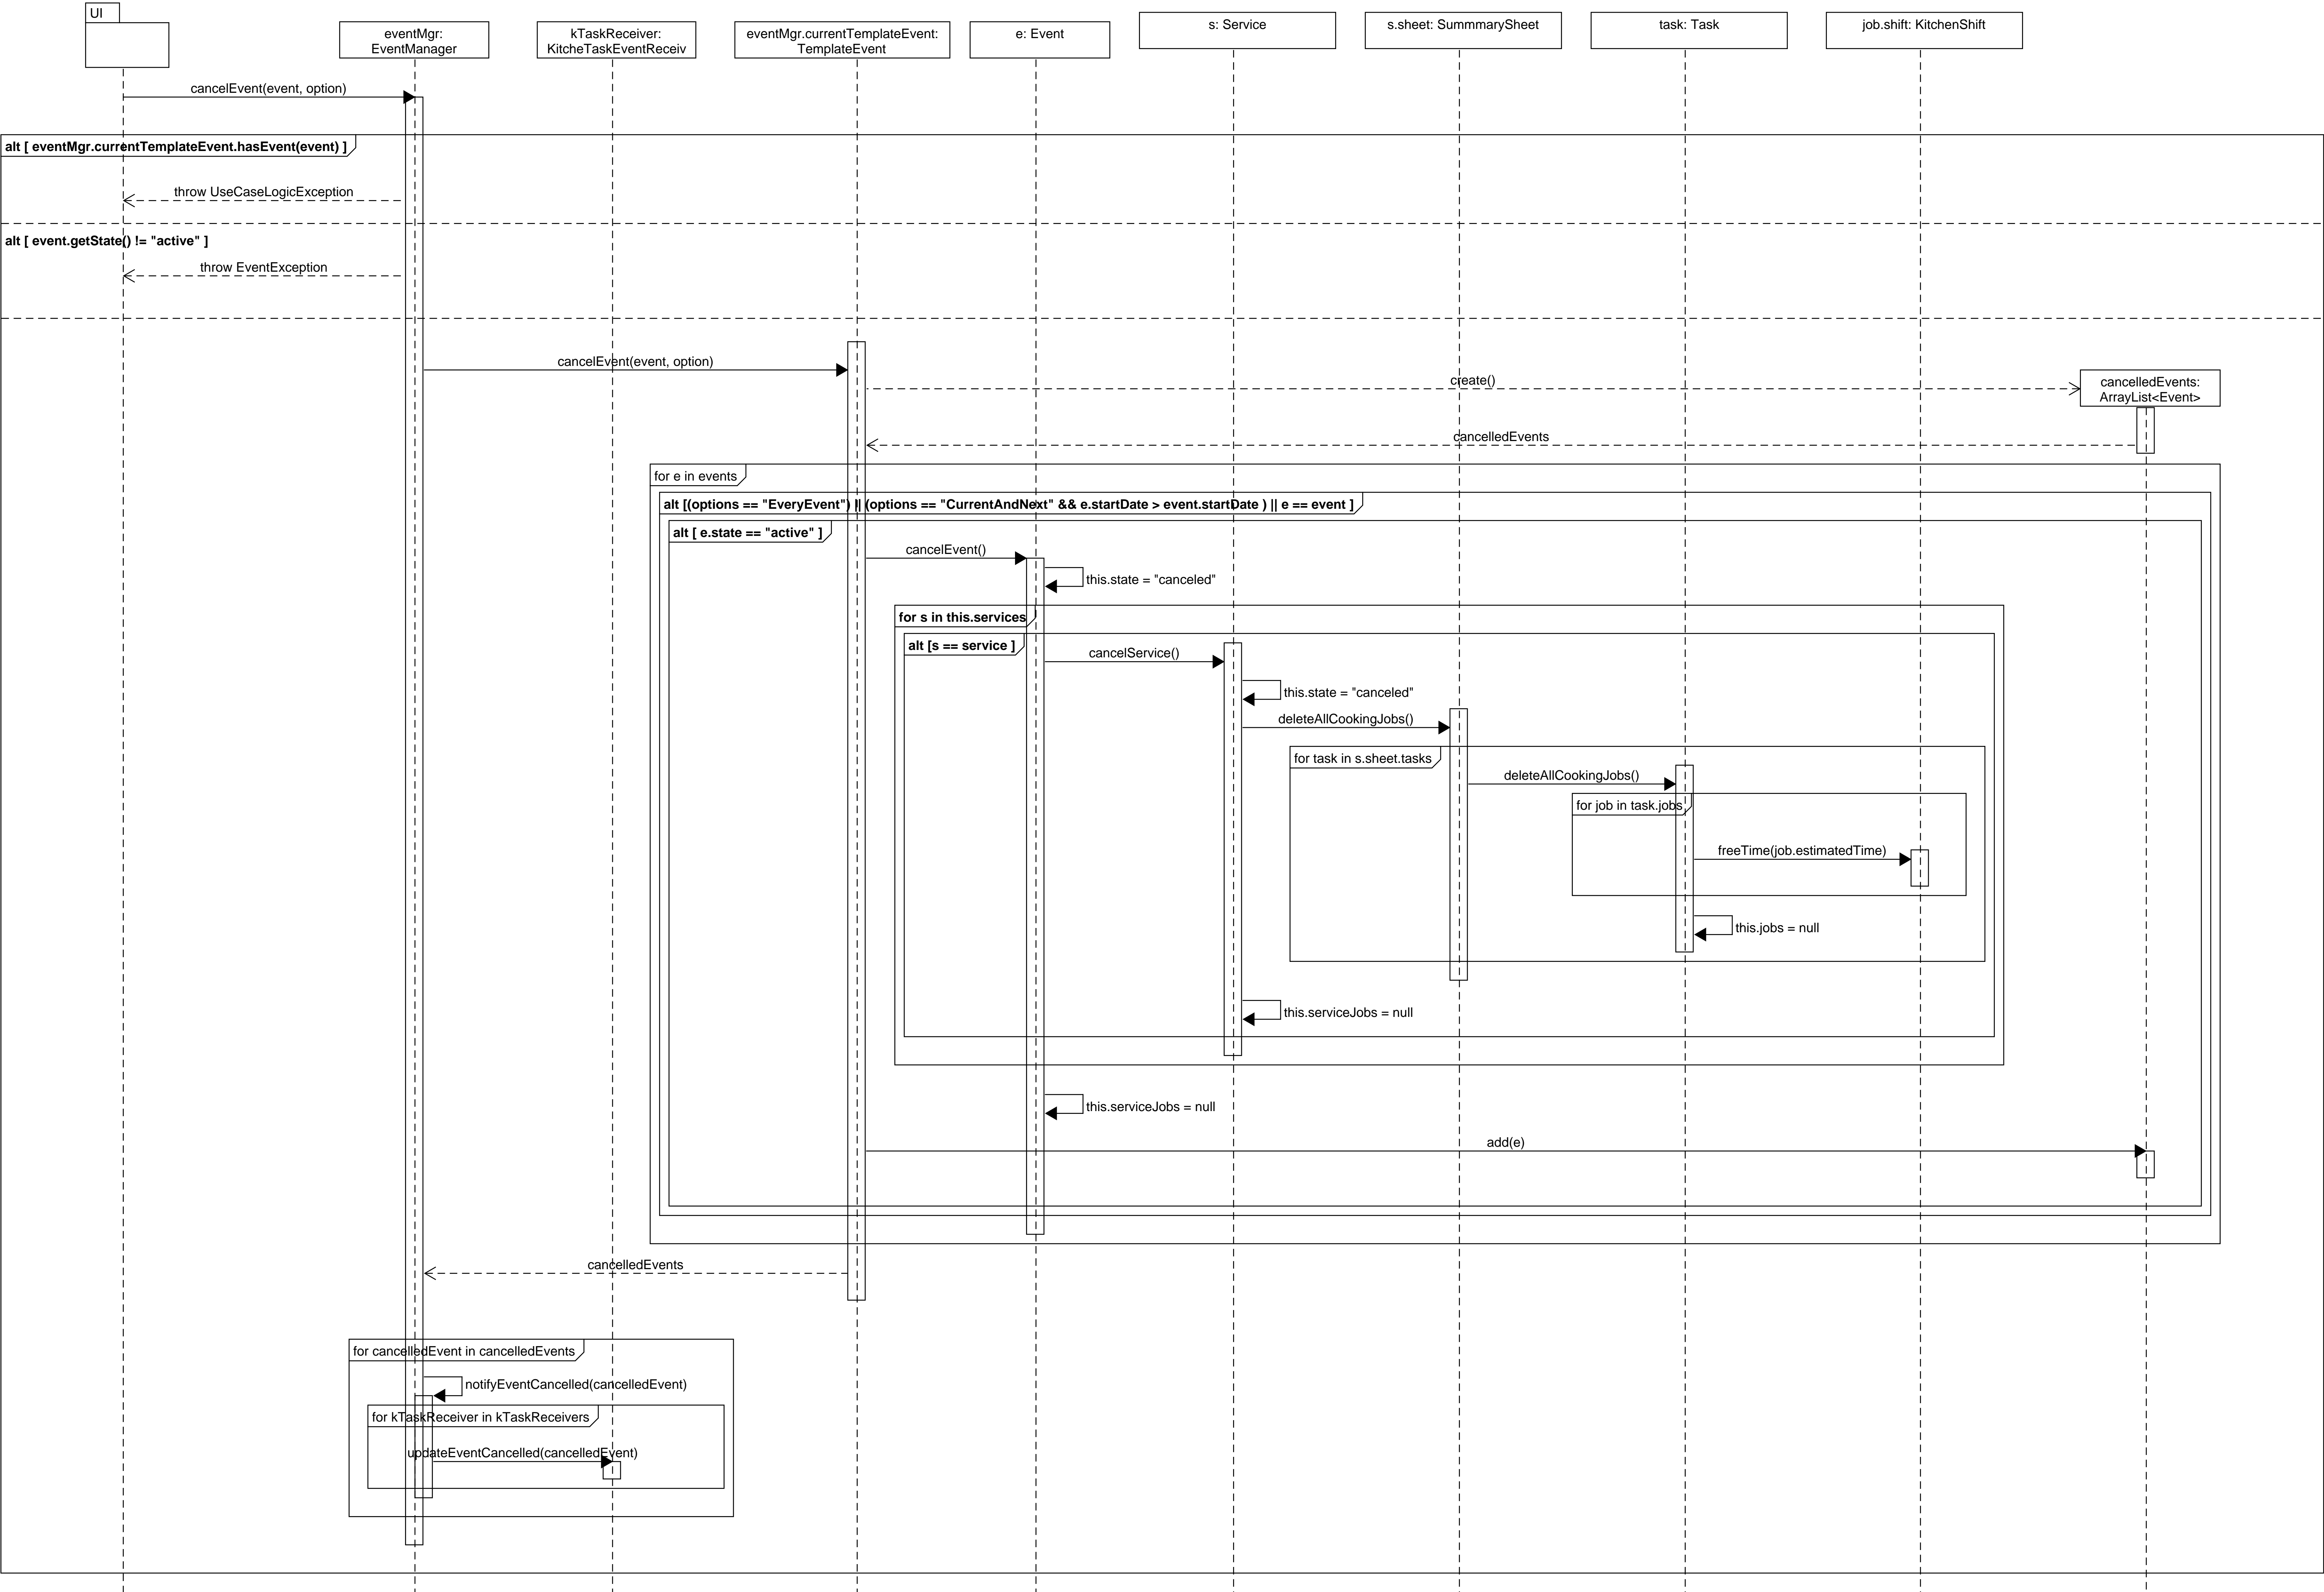 UI
eventMgr:
EventManager
kTaskReceiver:
KitcheTaskEventReceiv
eventMgr.currentTemplateEvent:
TemplateEvent
e: Event
s: Service
s.sheet: SummmarySheet
task: Task
job.shift: KitchenShift
cancelEvent(event, option)
alt [ eventMgr.currentTemplateEvent.hasEvent(event) ]
throw UseCaseLogicException
alt [ event.getState() != "active" ]
throw EventException
cancelEvent(event, option)
create()
cancelledEvents:
ArrayList<Event>
cancelledEvents
for e in events
alt [(options == "EveryEvent") || (options == "CurrentAndNext" && e.startDate > event.startDate ) || e == event ]
alt [ e.state == "active" ]
cancelEvent()
this.state = "canceled"
for s in this.services
alt [s == service ]
cancelService()
this.state = "canceled"
deleteAllCookingJobs()
for task in s.sheet.tasks
deleteAllCookingJobs()
for job in task.jobs
freeTime(job.estimatedTime)
this.jobs = null
this.serviceJobs = null
this.serviceJobs = null
add(e)
cancelledEvents
for cancelledEvent in cancelledEvents
notifyEventCancelled(cancelledEvent)
for kTaskReceiver in kTaskReceivers
updateEventCancelled(cancelledEvent)